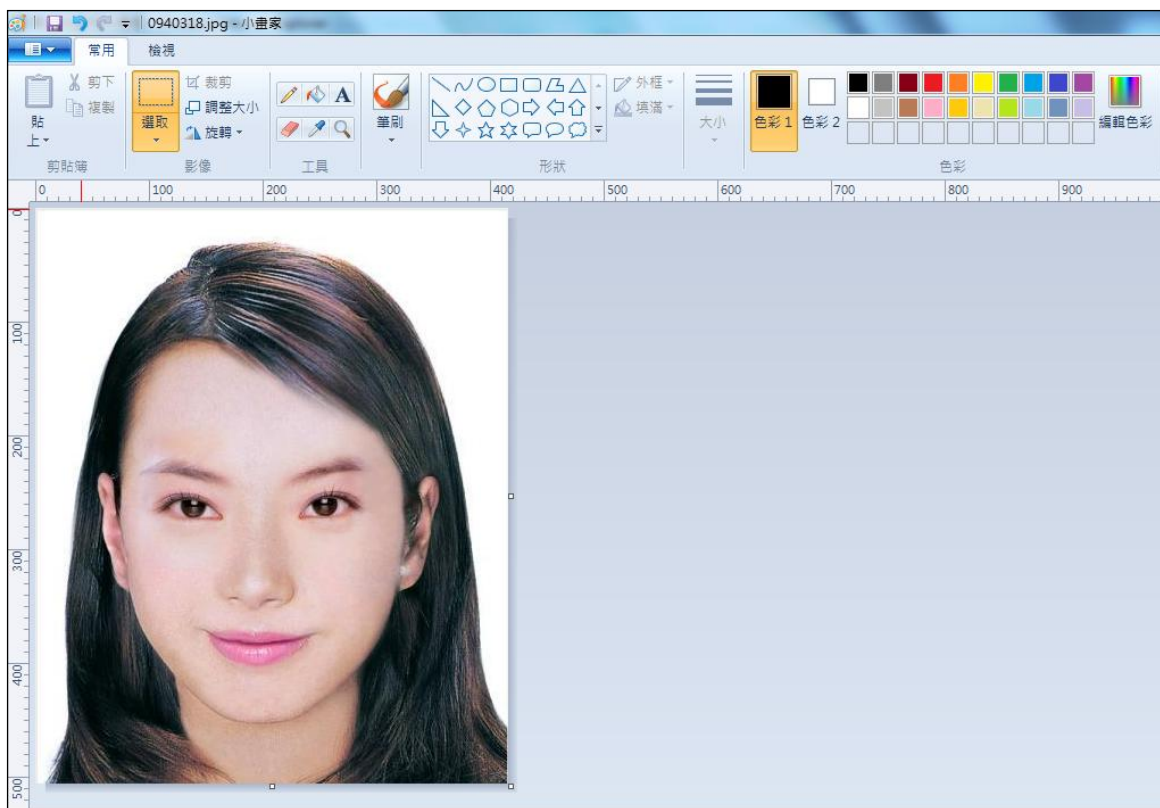 0940318.jpg - 小畫家
常用 檢視
剪下 裁剪 外框
複製 調整大小 A 填滿
貼上 選取 旋轉 筆刷 大小 色彩 1 色彩 2 編輯色彩
剪貼簿 影像 工具 形狀 色彩
0 100 200 300 400 500 600 700 800 900
0
100
200
300
400
500